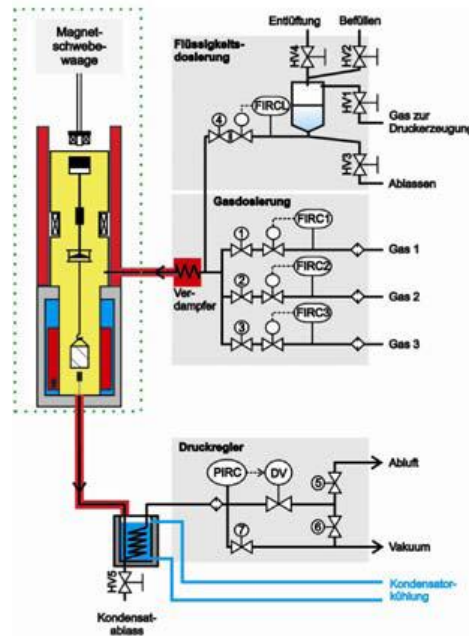 Magnet-
schwebe-
waage
Entlüftung
Befüllen
Flüssigkeits-
dosierung
HV4
HV2
FIRCL
HV1
④
Gas zur
Druckerzeugung
HV3
Ablassen
Gasdosierung
①
FIRC1
Gas 1
②
FIRC2
Gas 2
Ver-
dampfer
③
FIRC3
Gas 3
Druckregler
PIRC
DV
⑤
Abluft
⑥
⑦
Vakuum
HV5
Kondensator-
kühlung
Kondensat-
ablass